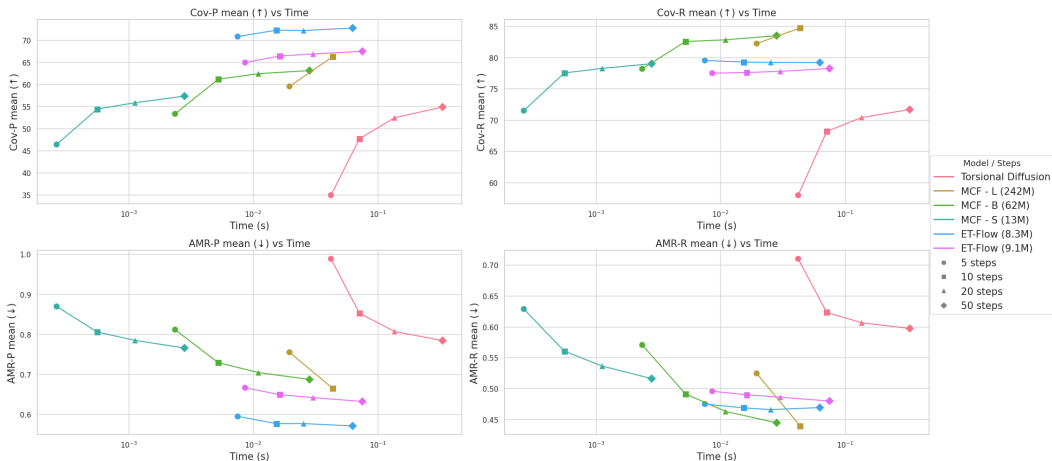 Cov-P mean (↑) vs Time
Cov-P mean (↑)
70
65
60
55
50
45
40
35
10⁻³
10⁻²
10⁻¹
Time (s)
Cov-R mean (↑) vs Time
Cov-R mean (↑)
85
80
75
70
65
60
10⁻³
10⁻²
10⁻¹
Time (s)
AMR-P mean (↓) vs Time
AMR-P mean (↓)
1.0
0.9
0.8
0.7
0.6
10⁻³
10⁻²
10⁻¹
Time (s)
AMR-R mean (↓) vs Time
AMR-R mean (↓)
0.70
0.65
0.60
0.55
0.50
0.45
10⁻³
10⁻²
10⁻¹
Time (s)
Model / Steps
Torsional Diffusion
MCF - L (242M)
MCF - B (62M)
MCF - S (13M)
ET-Flow (8.3M)
ET-Flow (9.1M)
5 steps
10 steps
20 steps
50 steps